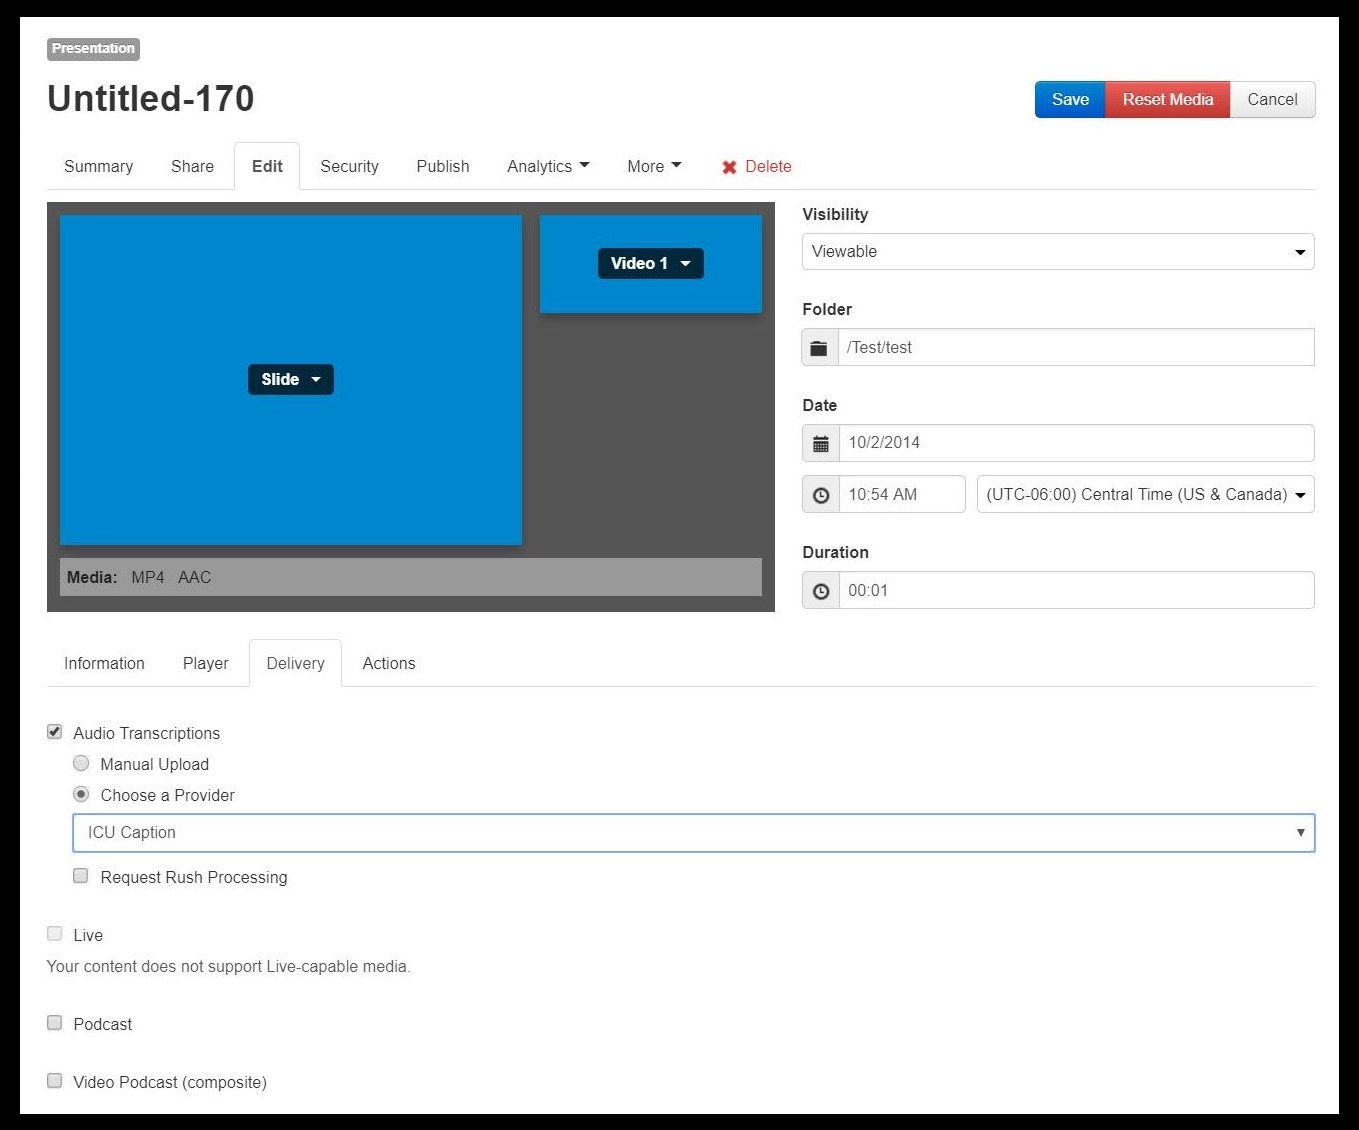 Presentation
Untitled-170
Save Reset Media Cancel
Summary Share Edit Security Publish Analytics More Delete
Visibility
Viewable
Video 1
Folder
/Test/test
Slide
Date
10/2/2014
10:54 AM (UTC-06:00) Central Time (US & Canada)
Duration
Media: MP4 AAC
00:01
Information Player Delivery Actions
Audio Transcriptions
Manual Upload
Choose a Provider
ICU Caption
Request Rush Processing
Live
Your content does not support Live-capable media.
Podcast
Video Podcast (composite)